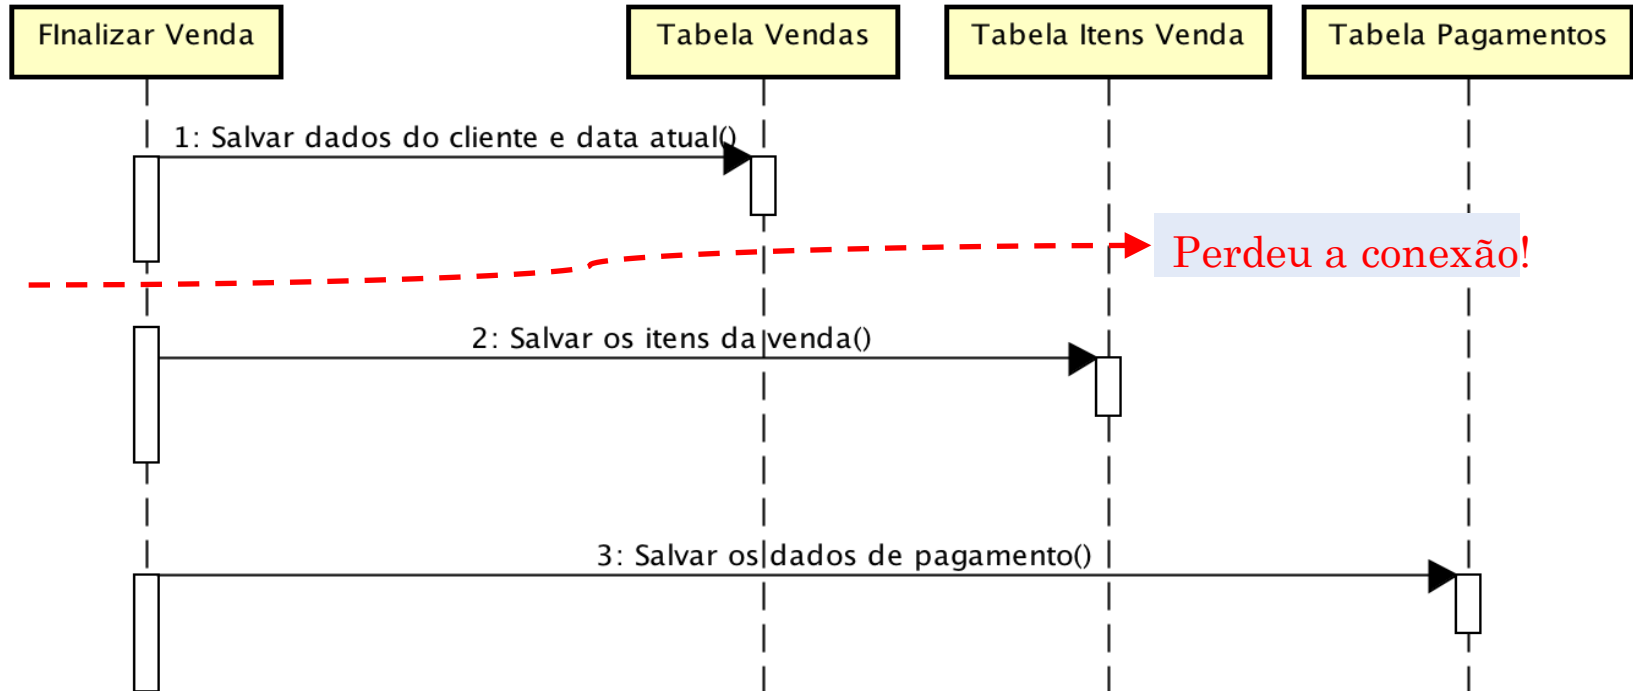 FInalizar Venda
Tabela Vendas
Tabela Itens Venda
Tabela Pagamentos
1: Salvar dados do cliente e data atual()
Perdeu a conexão!
2: Salvar os itens da venda()
3: Salvar os dados de pagamento()